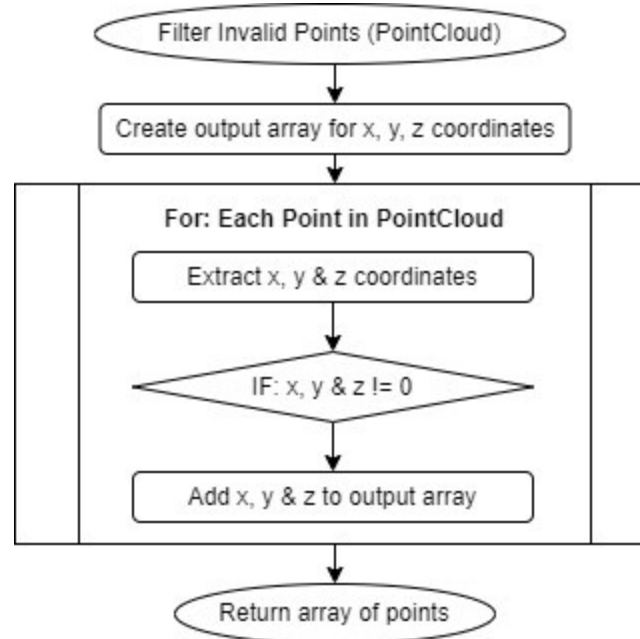 Filter Invalid Points (PointCloud)
Create output array for x, y, z coordinates
For: Each Point in PointCloud
Extract x, y & z coordinates
IF: x, y & z != 0
Add x, y & z to output array
Return array of points